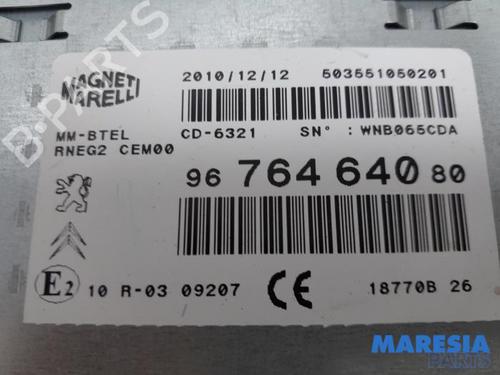 MAGNETI MARELLI
2010/12/12 503551050201
MM-BTEL CD-6321 SN° : WNB065CDA
RNEG2 CEM00
96 764 640 80
E2 10 R-03 09207 CE 18770B 26
B-PARTS
MARESIA
PARTS